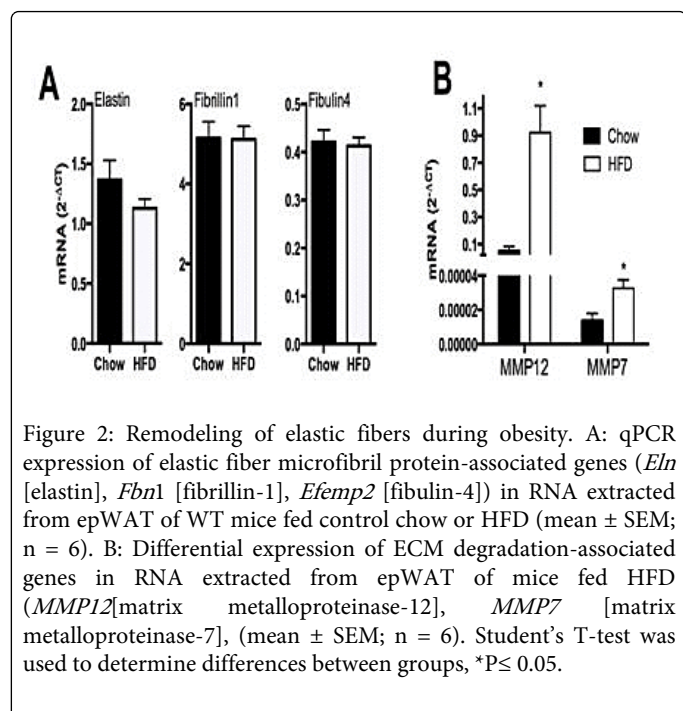 A
B
Elastin
Fibrillin1
Fibulin4
mRNA (2-ΔCT)
2.0
1.5
1.0
0.5
0.0
Chow HFD
6
4
2
0
Chow HFD
0.5
0.4
0.3
0.2
0.1
0.0
Chow HFD
mRNA (2-ΔCT)
1.1
0.9
0.7
0.5
0.3
0.1
0.00004
0.00002
0.00000
*
*
Chow
HFD
MMP12 MMP7
Figure 2: Remodeling of elastic fibers during obesity. A: qPCR
expression of elastic fiber microfibril protein-associated genes (Eln
[elastin], Fbn1 [fibrillin-1], Efemp2 [fibulin-4]) in RNA extracted
from epWAT of WT mice fed control chow or HFD (mean ± SEM;
n = 6). B: Differential expression of ECM degradation-associated
genes in RNA extracted from epWAT of mice fed HFD
(MMP12[matrix metalloproteinase-12], MMP7 [matrix
metalloproteinase-7], (mean ± SEM; n = 6). Student's T-test was
used to determine differences between groups, *P≤ 0.05.